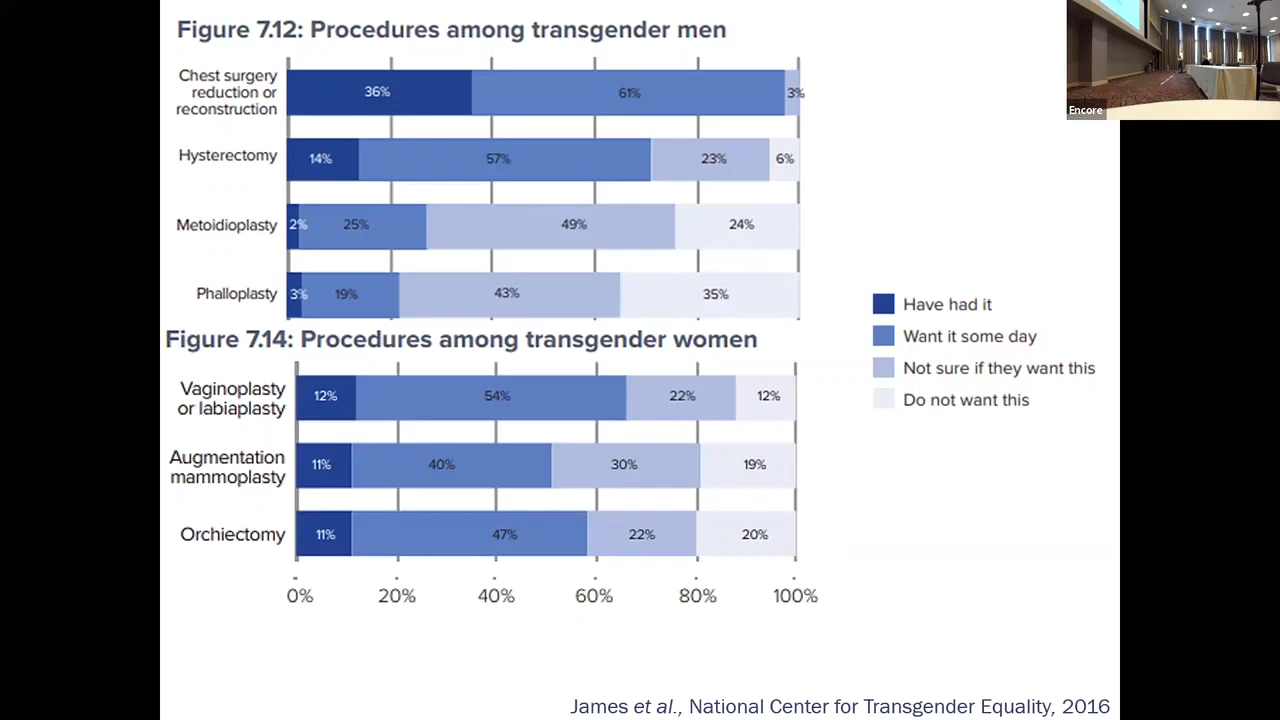 Figure 7.12: Procedures among transgender men
Chest surgery
reduction or
reconstruction
36% 61% 3%
Hysterectomy
14% 57% 23% 6%
Metoidioplasty
2% 25% 49% 24%
Phalloplasty
3% 19% 43% 35%
Figure 7.14: Procedures among transgender women
Vaginoplasty
or labiaplasty
12% 54% 22% 12%
Augmentation
mammoplasty
11% 40% 30% 19%
Orchiectomy
11% 47% 22% 20%
0% 20% 40% 60% 80% 100%
Have had it
Want it some day
Not sure if they want this
Do not want this
James et al., National Center for Transgender Equality, 2016
Encore